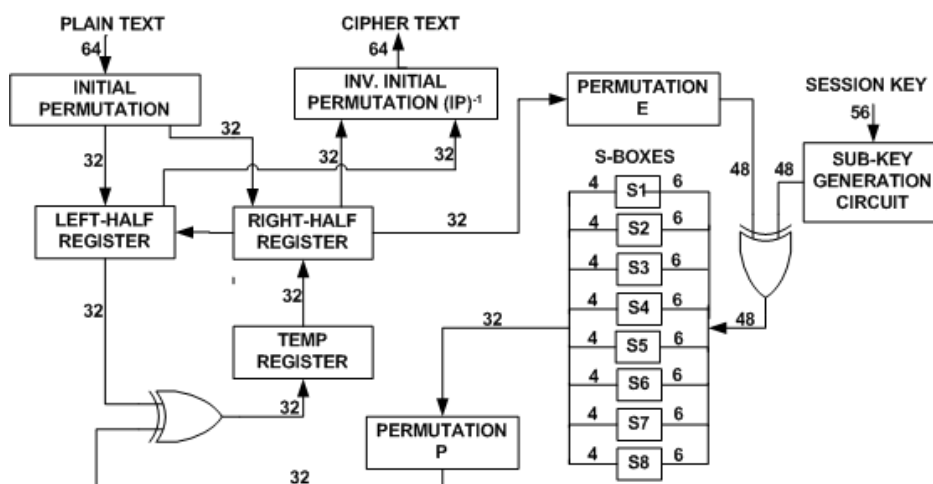 PLAIN TEXT
64
INITIAL
PERMUTATION
32
32
CIPHER TEXT
64
INV. INITIAL
PERMUTATION (IP)-1
32
32
PERMUTATION
E
SESSION KEY
56
SUB-KEY
GENERATION
CIRCUIT
48
48
48
LEFT-HALF
REGISTER
RIGHT-HALF
REGISTER
32
32
TEMP
REGISTER
32
32
S-BOXES
4 S1 6
4 S2 6
4 S3 6
4 S4 6
4 S5 6
4 S6 6
4 S7 6
4 S8 6
32
PERMUTATION
P
32